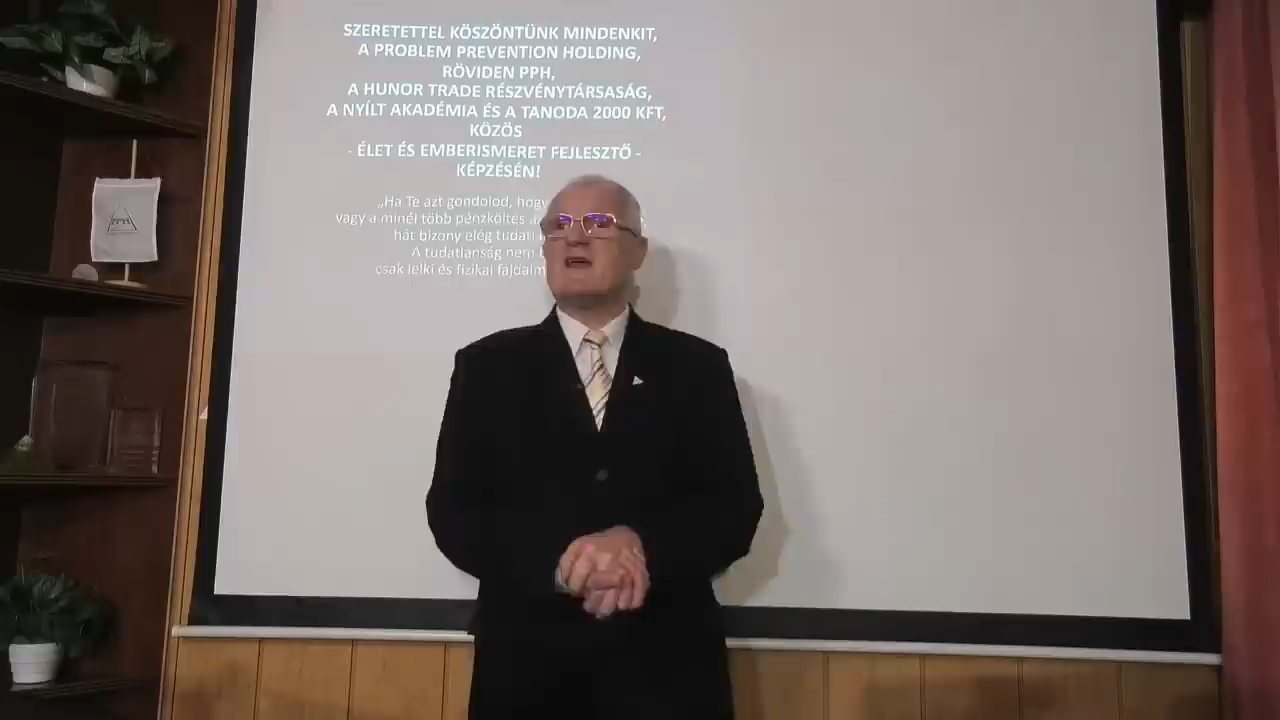 SZERETETTEL KÖSZÖNTÜNK MINDENKIT,
A PROBLEM PREVENTION HOLDING,
RÖVIDEN PPH,
A HUNOR TRADE RÉSZVÉNYTÁRSASÁG,
A NYÍLT AKADÉMIA ÉS A TANODA 2000 KFT,
KÖZÖS
- ÉLET ÉS EMBERISMERET FEJLESZTŐ -
KÉPZÉSÉN!
„Ha Te azt gondolod, hogy
vagy a minél több pénzköltés
hát bizony elég tudat
A tudatlanság nem
csak lelki és fizikai fájdalm